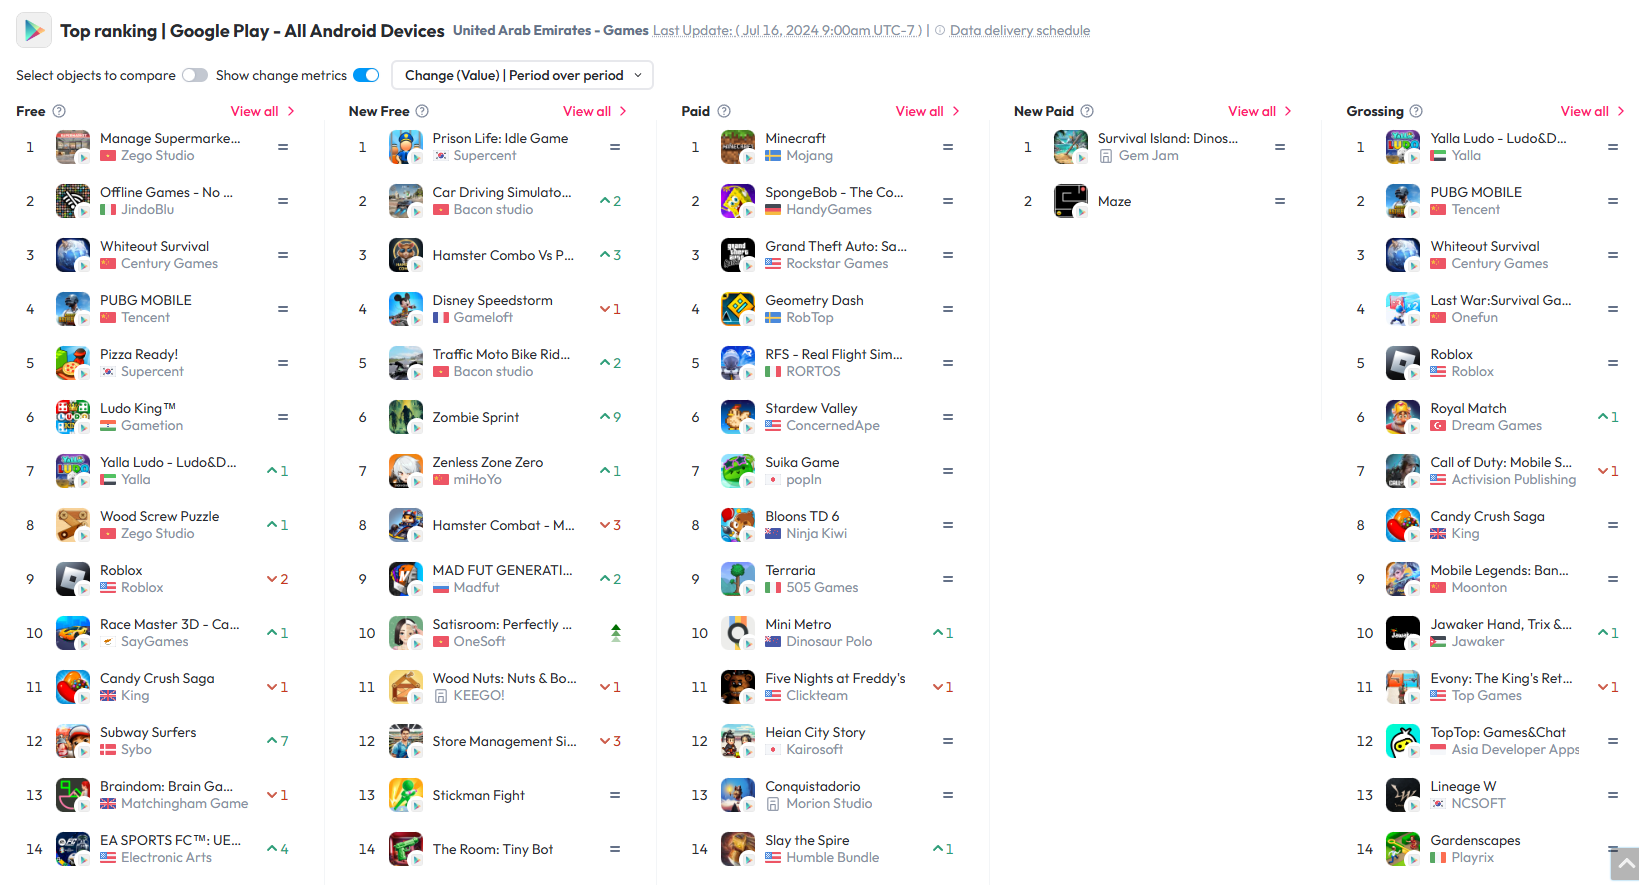 Top ranking | Google Play - All Android Devices United Arab Emirates - Games Last Update: ( Jul 16, 2024 9:00am UTC-7 ) | Data delivery schedule
Select objects to compare Show change metrics Change (Value) | Period over period
Free View all
1 Manage Supermarke... =
Zego Studio
2 Offline Games - No ... =
JindoBlu
3 Whiteout Survival =
Century Games
4 PUBG MOBILE =
Tencent
5 Pizza Ready! =
Supercent
6 Ludo King™ =
Gametion
7 Yalla Ludo - Ludo&D... 1
Yalla
8 Wood Screw Puzzle 1
Zego Studio
9 Roblox 2
Roblox
10 Race Master 3D - Ca... 1
SayGames
11 Candy Crush Saga 1
King
12 Subway Surfers 7
Sybo
13 Braindom: Brain Ga... 1
Matchingham Game
14 EA SPORTS FC™: UE... 4
Electronic Arts
New Free View all
1 Prison Life: Idle Game =
Supercent
2 Car Driving Simulato... 2
Bacon studio
3 Hamster Combo Vs P... 3
4 Disney Speedstorm 1
Gameloft
5 Traffic Moto Bike Rid... 2
Bacon studio
6 Zombie Sprint 9
7 Zenless Zone Zero 1
miHoYo
8 Hamster Combat - M... 3
9 MAD FUT GENERATI... 2
Madfut
10 Satisroom: Perfectly ...
OneSoft
11 Wood Nuts: Nuts & Bo... 1
KEEGO!
12 Store Management Si... 3
13 Stickman Fight =
14 The Room: Tiny Bot =
Paid View all
1 Minecraft =
Mojang
2 SpongeBob - The Co... =
HandyGames
3 Grand Theft Auto: Sa... =
Rockstar Games
4 Geometry Dash =
RobTop
5 RFS - Real Flight Sim... =
RORTOS
6 Stardew Valley =
ConcernedApe
7 Suika Game =
popIn
8 Bloons TD 6 =
Ninja Kiwi
9 Terraria =
505 Games
10 Mini Metro 1
Dinosaur Polo
11 Five Nights at Freddy's 1
Clickteam
12 Heian City Story =
Kairosoft
13 Conquistadorio =
Morion Studio
14 Slay the Spire 1
Humble Bundle
New Paid View all
1 Survival Island: Dinos... =
Gem Jam
2 Maze =
Grossing View all
1 Yalla Ludo - Ludo&D... =
Yalla
2 PUBG MOBILE =
Tencent
3 Whiteout Survival =
Century Games
4 Last War:Survival Ga... =
Onefun
5 Roblox =
Roblox
6 Royal Match 1
Dream Games
7 Call of Duty: Mobile S... 1
Activision Publishing
8 Candy Crush Saga =
King
9 Mobile Legends: Ban... =
Moonton
10 Jawaker Hand, Trix &... 1
Jawaker
11 Evony: The King's Ret... 1
Top Games
12 TopTop: Games&Chat =
Asia Developer Apps
13 Lineage W =
NCSOFT
14 Gardenscapes =
Playrix